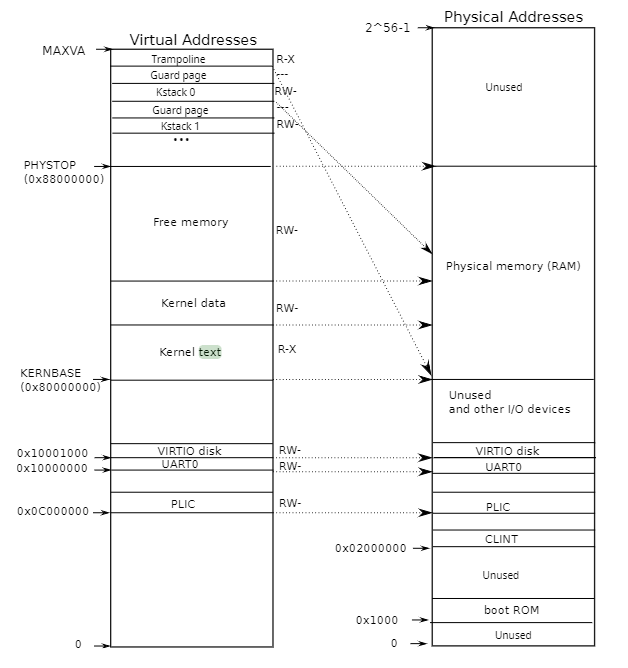 Physical Addresses
2^56-1
Virtual Addresses
MAXVA
Trampoline
R-X
Guard page
---
Unused
Kstack 0
RW-
Guard page
---
Kstack 1
RW-
...
PHYSTOP
(0x88000000)
Free memory
RW-
Physical memory (RAM)
Kernel data
RW-
Kernel text
R-X
KERNBASE
(0x80000000)
Unused
and other I/O devices
0x10001000
VIRTIO disk
RW-
VIRTIO disk
0x10000000
UART0
RW-
UART0
0x0C000000
PLIC
RW-
PLIC
CLINT
0x02000000
Unused
boot ROM
0x1000
Unused
0
0